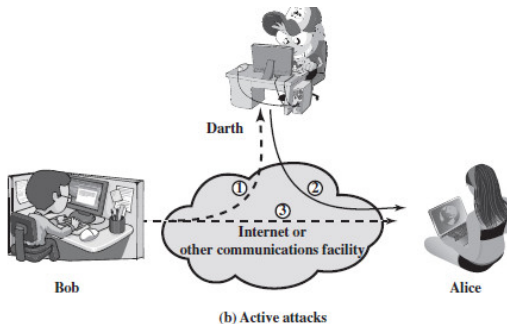 Darth
1
2
3
Internet or
other communications facility
Bob
Alice
(b) Active attacks